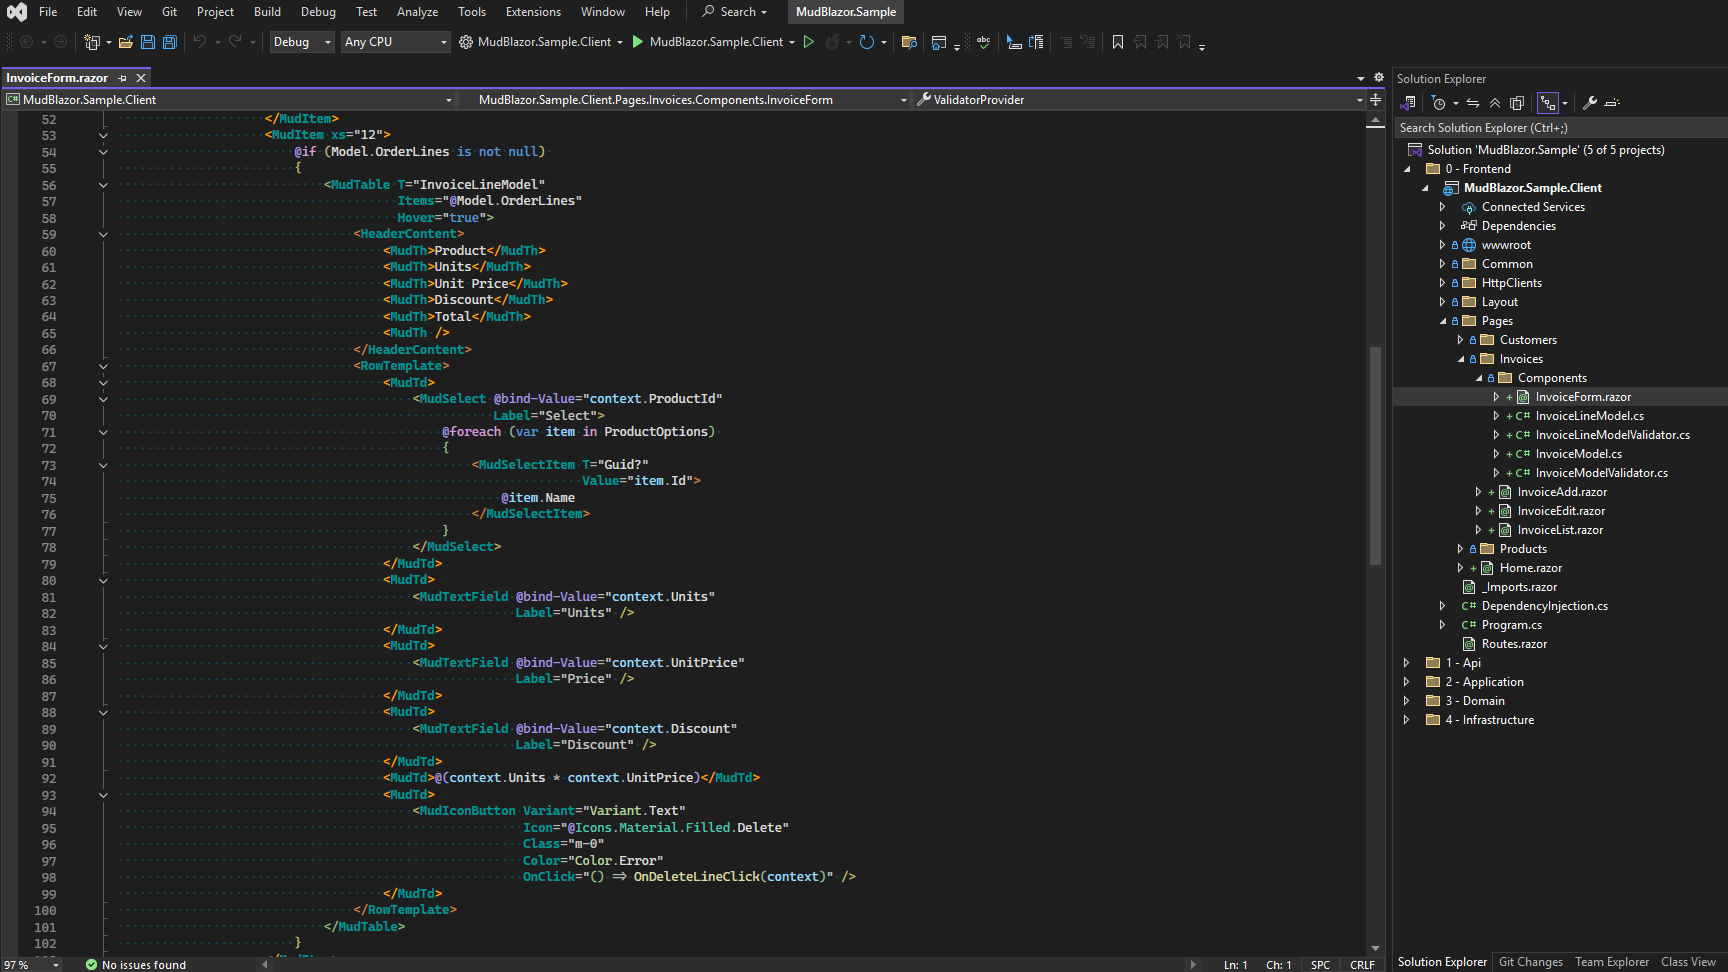 File Edit View Git Project Build Debug Test Analyze Tools Extensions Window Help Search MudBlazor.Sample
Debug Any CPU MudBlazor.Sample.Client MudBlazor.Sample.Client abc
InvoiceForm.razor
MudBlazor.Sample.Client MudBlazor.Sample.Client.Pages.Invoices.Components.InvoiceForm ValidatorProvider
52 </MudItem>
53 <MudItem xs="12">
54 @if (Model.OrderLines is not null)
55 {
56 <MudTable T="InvoiceLineModel"
57 Items="@Model.OrderLines"
58 Hover="true">
59 <HeaderContent>
60 <MudTh>Product</MudTh>
61 <MudTh>Units</MudTh>
62 <MudTh>Unit Price</MudTh>
63 <MudTh>Discount</MudTh>
64 <MudTh>Total</MudTh>
65 <MudTh />
66 </HeaderContent>
67 <RowTemplate>
68 <MudTd>
69 <MudSelect @bind-Value="context.ProductId"
70 Label="Select">
71 @foreach (var item in ProductOptions)
72 {
73 <MudSelectItem T="Guid?"
74 Value="item.Id">
75 @item.Name
76 </MudSelectItem>
77 }
78 </MudSelect>
79 </MudTd>
80 <MudTd>
81 <MudTextField @bind-Value="context.Units"
82 Label="Units" />
83 </MudTd>
84 <MudTd>
85 <MudTextField @bind-Value="context.UnitPrice"
86 Label="Price" />
87 </MudTd>
88 <MudTd>
89 <MudTextField @bind-Value="context.Discount"
90 Label="Discount" />
91 </MudTd>
92 <MudTd>@(context.Units * context.UnitPrice)</MudTd>
93 <MudTd>
94 <MudIconButton Variant="Variant.Text"
95 Icon="@Icons.Material.Filled.Delete"
96 Class="m-0"
97 Color="Color.Error"
98 OnClick="() => OnDeleteLineClick(context)" />
99 </MudTd>
100 </RowTemplate>
101 </MudTable>
102 }
97 % No issues found Ln: 1 Ch: 1 SPC CRLF
Solution Explorer
Search Solution Explorer (Ctrl+;)
Solution 'MudBlazor.Sample' (5 of 5 projects)
0 - Frontend
MudBlazor.Sample.Client
Connected Services
Dependencies
wwwroot
Common
HttpClients
Layout
Pages
Customers
Invoices
Components
InvoiceForm.razor
C# InvoiceLineModel.cs
C# InvoiceLineModelValidator.cs
C# InvoiceModel.cs
C# InvoiceModelValidator.cs
InvoiceAdd.razor
InvoiceEdit.razor
InvoiceList.razor
Products
Home.razor
_Imports.razor
C# DependencyInjection.cs
C# Program.cs
Routes.razor
1 - Api
2 - Application
3 - Domain
4 - Infrastructure
Solution Explorer Git Changes Team Explorer Class View